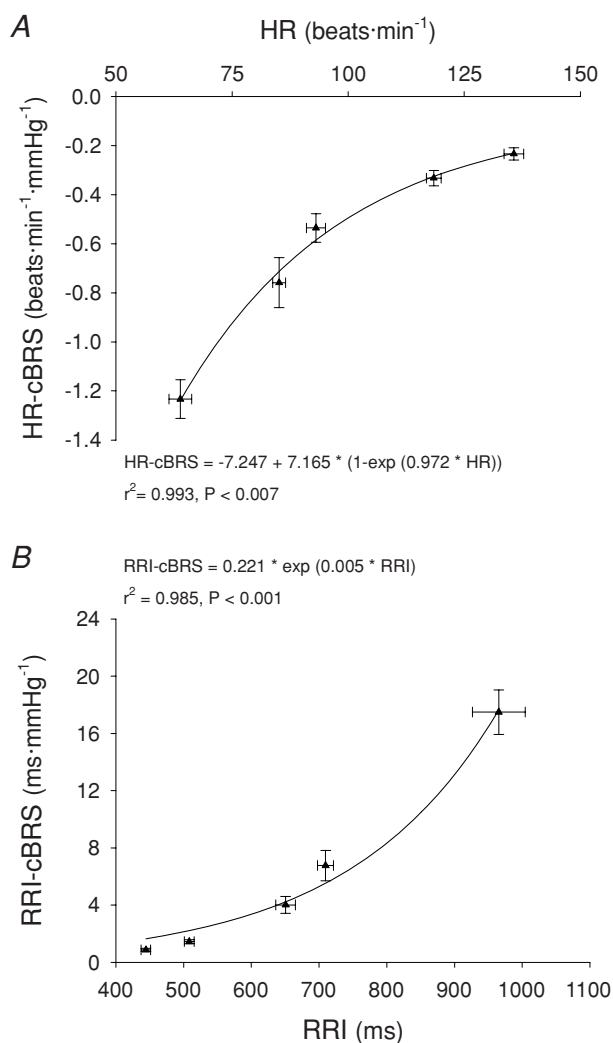 A
HR (beats·min⁻¹)
50 75 100 125 150
0.0
-0.2
-0.4
-0.6
-0.8
-1.0
-1.2
-1.4
HR-cBRS (beats·min⁻¹·mmHg⁻¹)
HR-cBRS = -7.247 + 7.165 * (1-exp (0.972 * HR))
r²= 0.993, P < 0.007
B
RRI-cBRS = 0.221 * exp (0.005 * RRI)
r² = 0.985, P < 0.001
24
20
16
12
8
4
0
RRI-cBRS (ms·mmHg⁻¹)
400 500 600 700 800 900 1000 1100
RRI (ms)